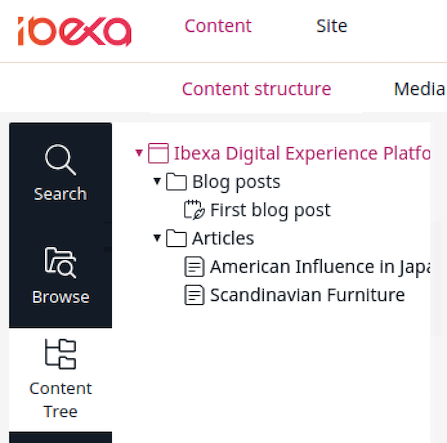 ibexa
Content Site
Content structure Media
Search
Browse
Content
Tree
Ibexa Digital Experience Platfo
Blog posts
First blog post
Articles
American Influence in Japa
Scandinavian Furniture